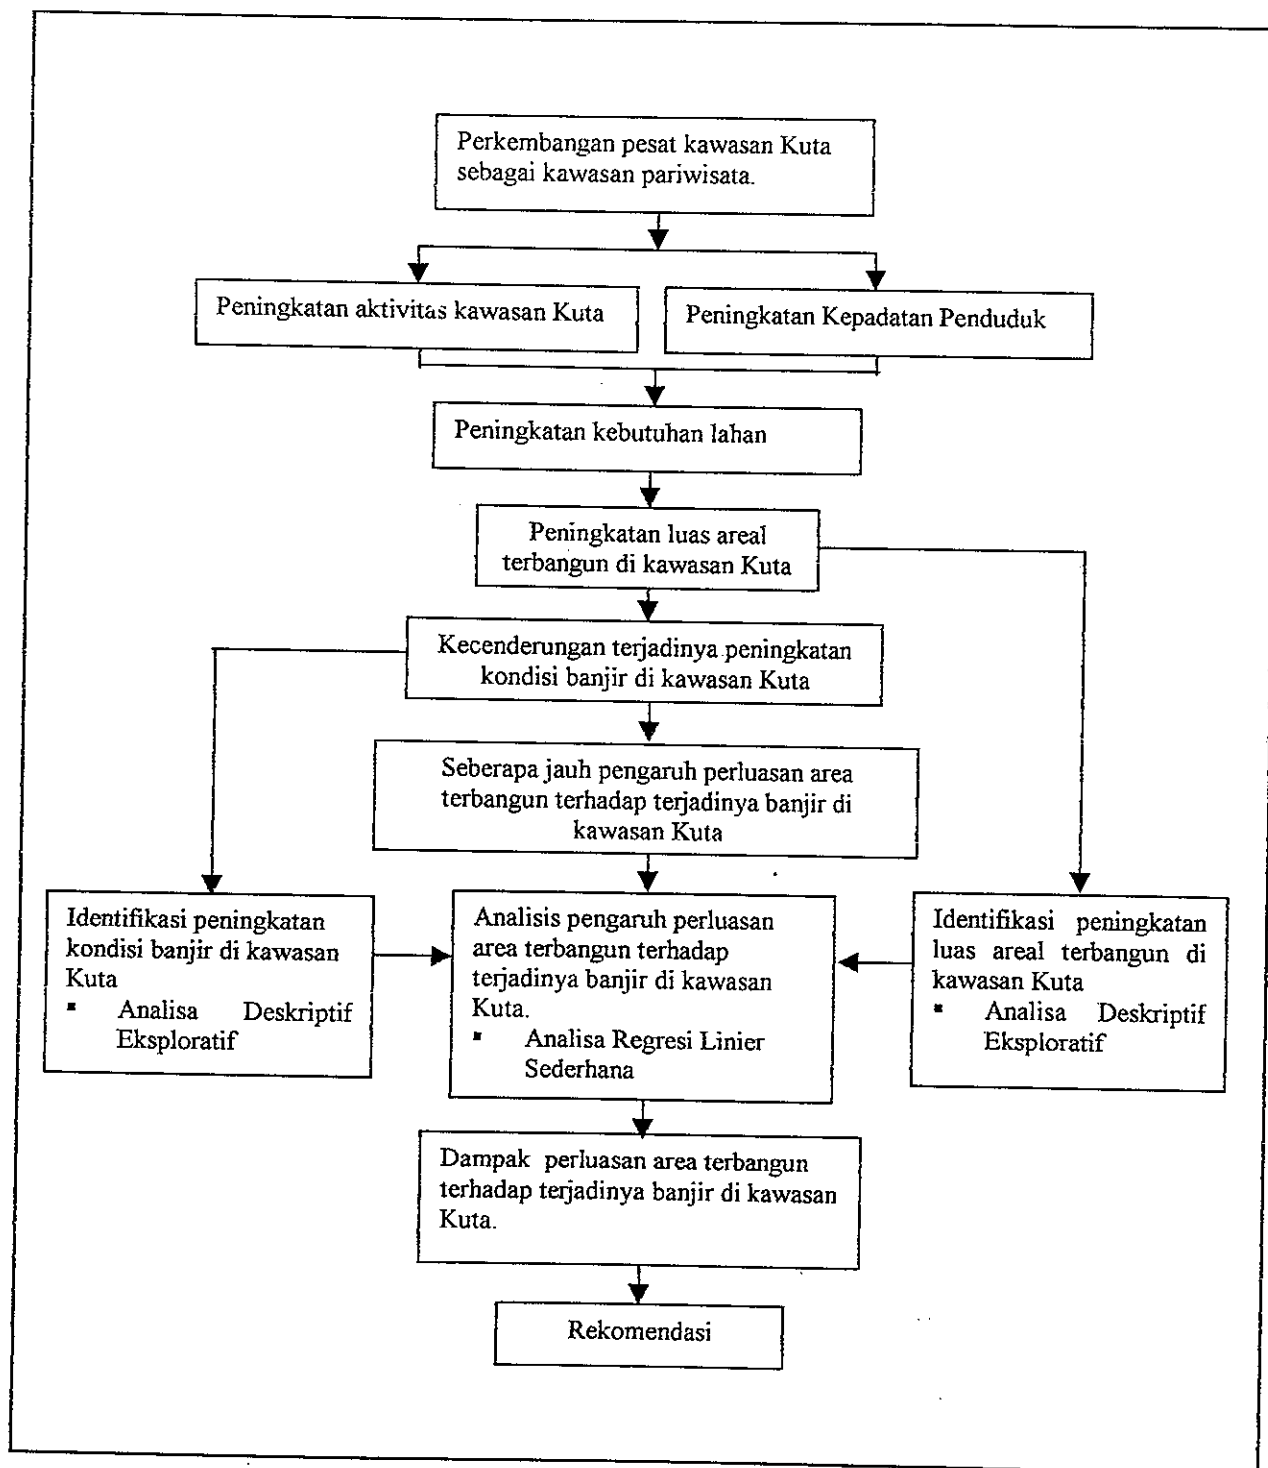 Perkembangan pesat kawasan Kuta
sebagai kawasan pariwisata.
Peningkatan aktivitas kawasan Kuta
Peningkatan Kepadatan Penduduk
Peningkatan kebutuhan lahan
Peningkatan luas areal
terbangun di kawasan Kuta
Kecenderungan terjadinya peningkatan
kondisi banjir di kawasan Kuta
Seberapa jauh pengaruh perluasan area
terbangun terhadap terjadinya banjir di
kawasan Kuta
Identifikasi peningkatan
kondisi banjir di kawasan
Kuta
▪ Analisa Deskriptif
Eksploratif
Analisis pengaruh perluasan
area terbangun terhadap
terjadinya banjir di kawasan
Kuta.
▪ Analisa Regresi Linier
Sederhana
Identifikasi peningkatan
luas areal terbangun di
kawasan Kuta
▪ Analisa Deskriptif
Eksploratif
Dampak perluasan area terbangun
terhadap terjadinya banjir di kawasan
Kuta.
Rekomendasi